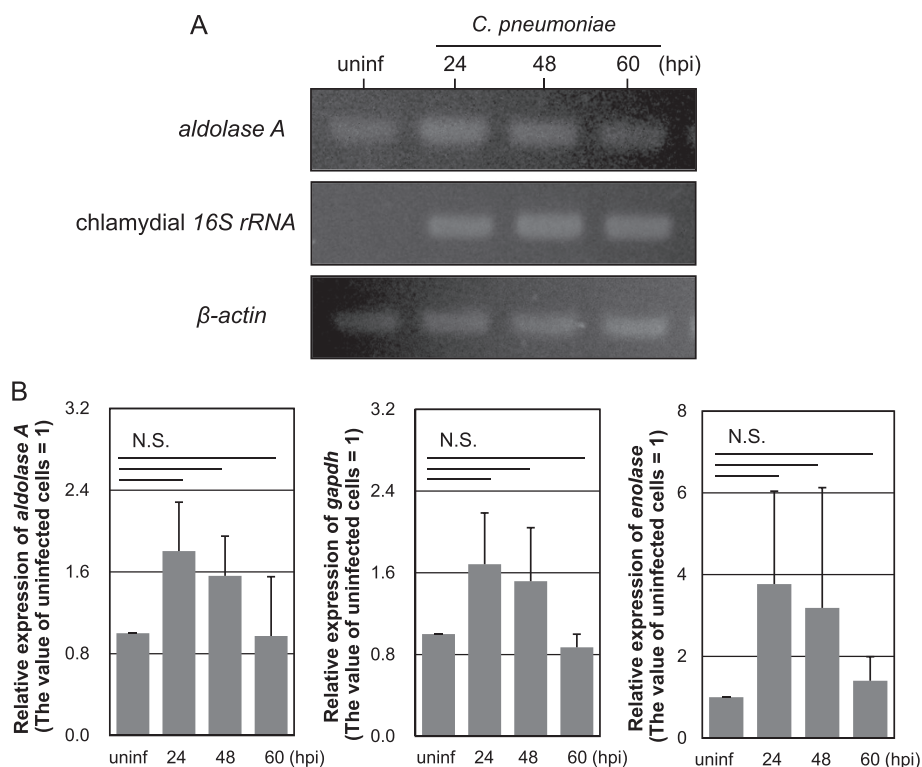 A
C. pneumoniae
uninf 24 48 60 (hpi)
aldolase A
chlamydial 16S rRNA
β-actin
B
Relative expression of aldolase A
(The value of uninfected cells = 1)
3.2
2.4
1.6
0.8
0.0
N.S.
uninf 24 48 60 (hpi)
Relative expression of gapdh
(The value of uninfected cells = 1)
3.2
2.4
1.6
0.8
0.0
N.S.
uninf 24 48 60 (hpi)
Relative expression of enolase
(The value of uninfected cells = 1)
8
6
4
2
0
N.S.
uninf 24 48 60 (hpi)